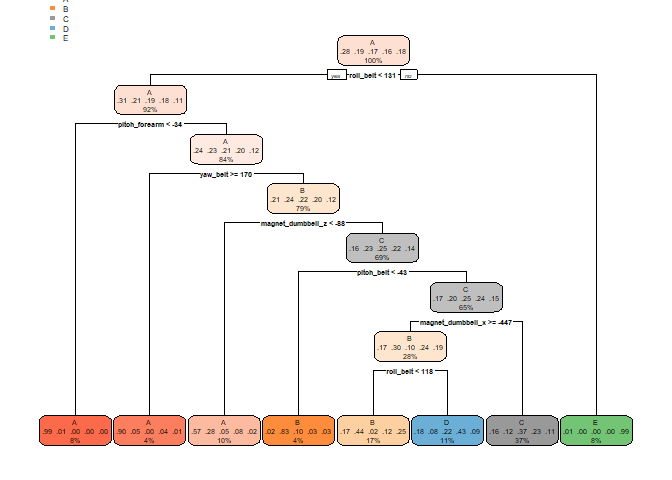 B
C
D
E
A
.28 .19 .17 .16 .18
100%
yes roll_belt < 131 no
A
.31 .21 .19 .18 .11
92%
pitch_forearm < -34
A
.24 .23 .21 .20 .12
84%
yaw_belt >= 170
B
.21 .24 .22 .20 .12
79%
magnet_dumbbell_z < -88
C
.16 .23 .25 .22 .14
69%
pitch_belt < -43
C
.17 .20 .25 .24 .15
65%
magnet_dumbbell_x >= -447
B
.17 .30 .10 .24 .19
28%
roll_belt < 118
A A A B B D C E
.99 .01 .00 .00 .00 .90 .05 .00 .04 .01 .57 .28 .05 .08 .02 .02 .83 .10 .03 .03 .17 .44 .02 .12 .25 .18 .08 .22 .43 .09 .16 .12 .37 .23 .11 .01 .00 .00 .00 .99
8% 4% 10% 4% 17% 11% 37% 8%